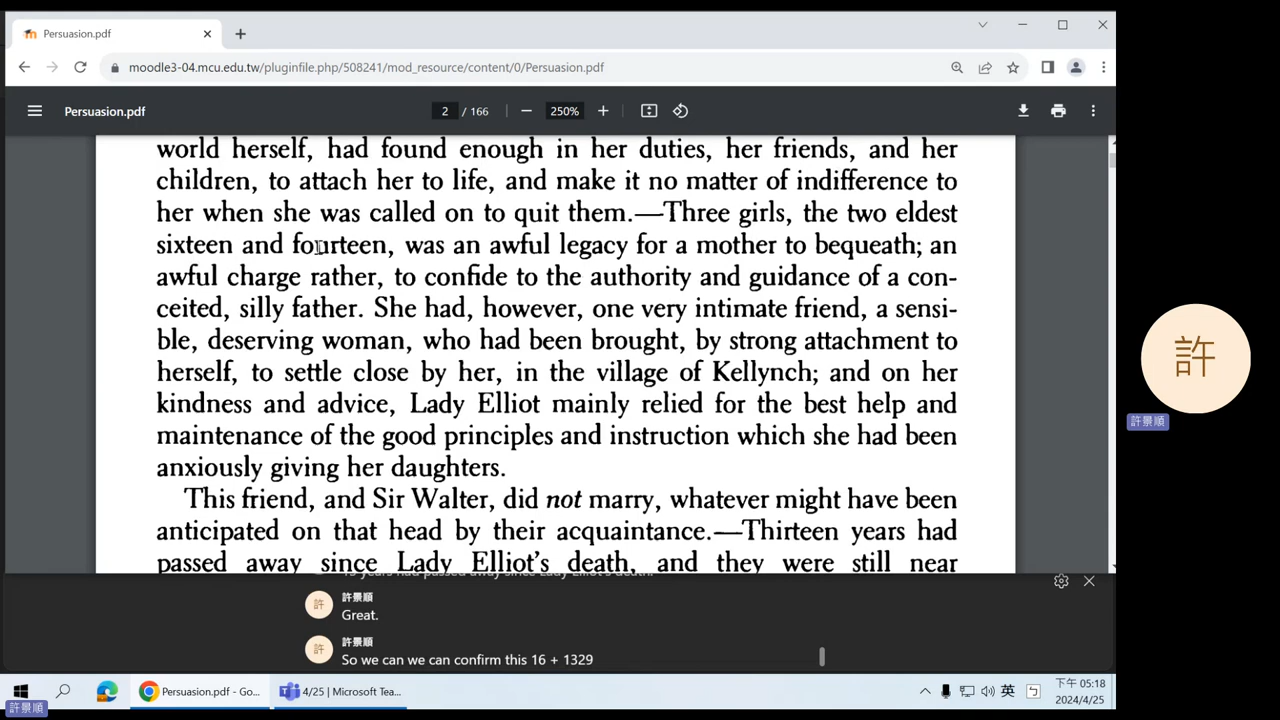 Persuasion.pdf
moodle3-04.mcu.edu.tw/pluginfile.php/508241/mod_resource/content/0/Persuasion.pdf
Persuasion.pdf
2 / 166
250%
world herself, had found enough in her duties, her friends, and her
children, to attach her to life, and make it no matter of indifference to
her when she was called on to quit them.—Three girls, the two eldest
sixteen and fourteen, was an awful legacy for a mother to bequeath; an
awful charge rather, to confide to the authority and guidance of a con-
ceited, silly father. She had, however, one very intimate friend, a sensi-
ble, deserving woman, who had been brought, by strong attachment to
herself, to settle close by her, in the village of Kellynch; and on her
kindness and advice, Lady Elliot mainly relied for the best help and
maintenance of the good principles and instruction which she had been
anxiously giving her daughters.
This friend, and Sir Walter, did not marry, whatever might have been
anticipated on that head by their acquaintance.—Thirteen years had
passed away since Lady Elliot's death, and they were still near
13 years had passed away since Lady Elliot's death.
許
許景順
Great.
許
許景順
So we can we can confirm this 16 + 1329
許
許景順
Persuasion.pdf - Go...
4/25 | Microsoft Tea...
英
ㄅ
下午 05:18
2024/4/25
許景順